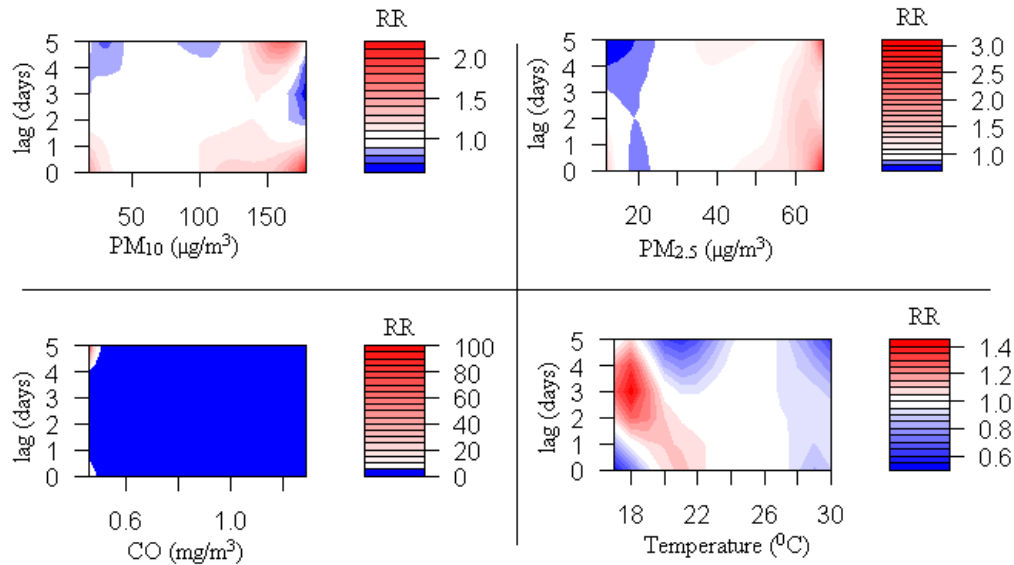 RR
5
4
3
2
1
0
lag (days)
50 100 150
PM10 (µg/m³)
2.0
1.5
1.0
RR
5
4
3
2
1
0
lag (days)
20 40 60
PM2.5 (µg/m³)
3.0
2.5
2.0
1.5
1.0
RR
5
4
3
2
1
0
lag (days)
0.6 1.0
CO (mg/m³)
100
80
60
40
20
0
RR
5
4
3
2
1
0
lag (days)
18 22 26 30
Temperature (⁰C)
1.4
1.2
1.0
0.8
0.6